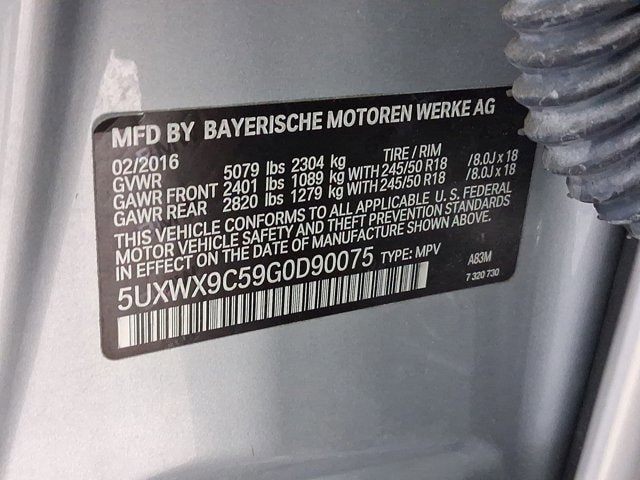 MFD BY BAYERISCHE MOTOREN WERKE AG
02/2016 TIRE / RIM
GVWR 5079 lbs 2304 kg
GAWR FRONT 2401 lbs 1089 kg WITH 245/50 R18 /8.0J x 18
GAWR REAR 2820 lbs 1279 kg WITH 245/50 R18 /8.0J x 18
THIS VEHICLE CONFORMS TO ALL APPLICABLE U.S. FEDERAL
MOTOR VEHICLE SAFETY AND THEFT PREVENTION STANDARDS
IN EFFECT ON THE DATE OF MANUFACTURE SHOWN ABOVE.
5UXWX9C59G0D90075 TYPE: MPV A83M
7 320 730